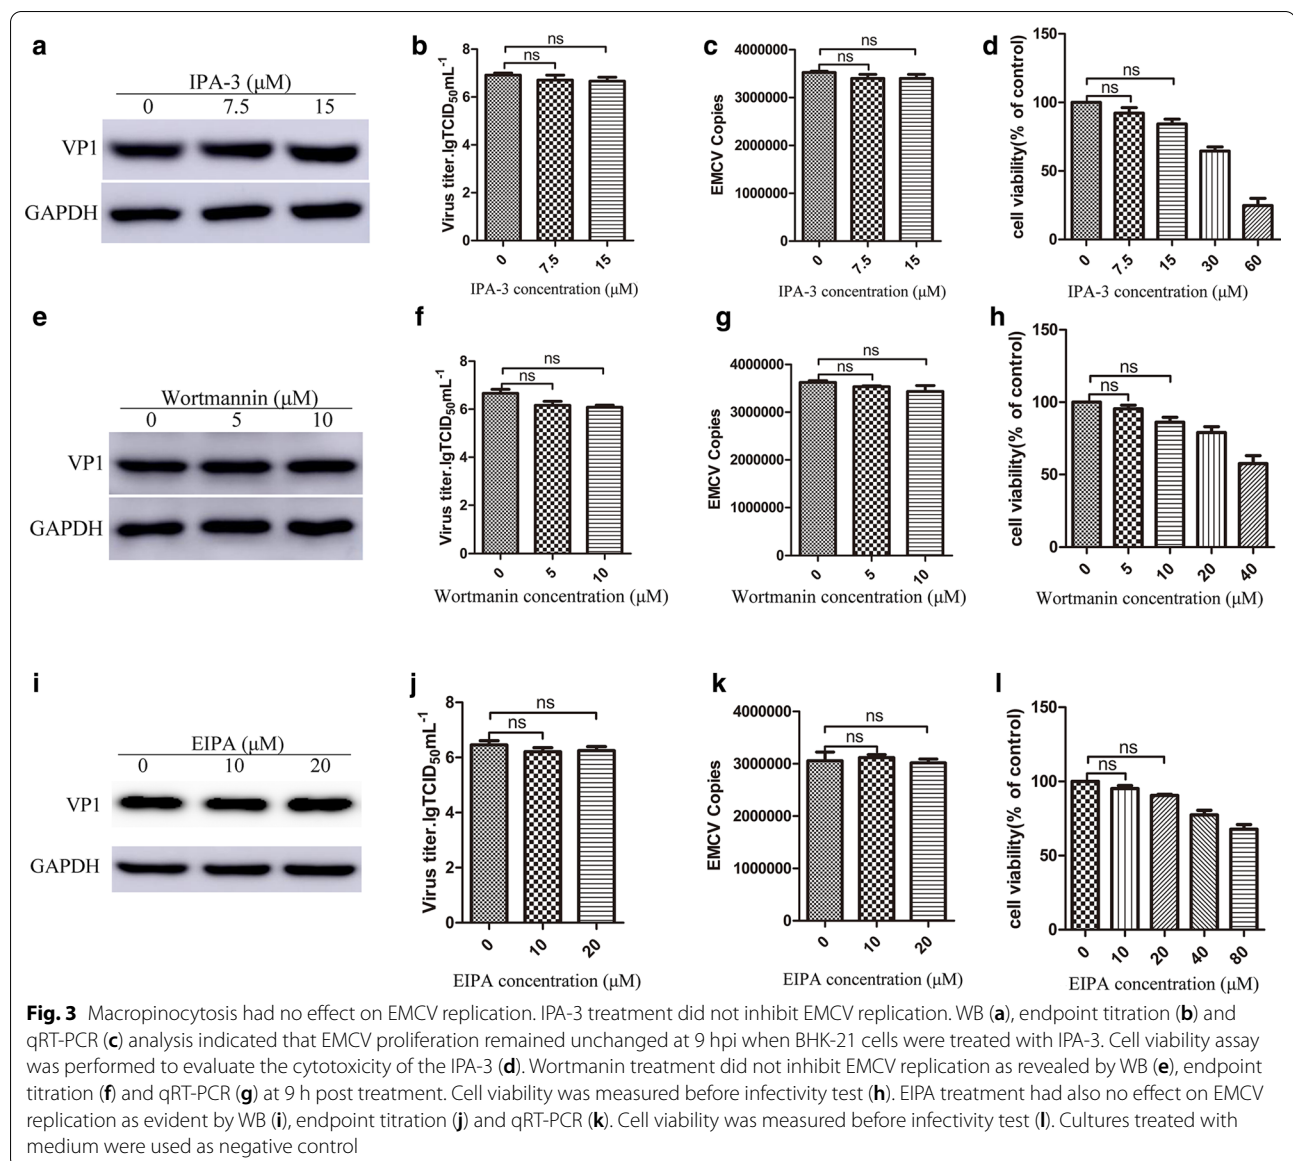 a
IPA-3 (μM)
0 7.5 15
VP1
GAPDH
b
Virus titer.lgTCID50mL-1
8
6
4
2
0
ns
ns
0 7.5 15
IPA-3 concentration (μM)
c
EMCV Copies
5000000
4000000
3000000
2000000
1000000
0
ns
ns
0 7.5 15
IPA-3 concentration (μM)
d
cell viability(% of control)
150
100
50
0
ns
ns
0 7.5 15 30 60
IPA-3 concentration (μM)
e
Wortmannin (μM)
0 5 10
VP1
GAPDH
f
Virus titer.lgTCID50mL-1
8
6
4
2
0
ns
ns
0 5 10
Wortmanin concentration (μM)
g
EMCV Copies
4000000
3000000
2000000
1000000
0
ns
ns
0 5 10
Wortmanin concentration (μM)
h
cell viability(% of control)
150
100
50
0
ns
ns
0 5 10 20 40
Wortmanin concentration (μM)
i
EIPA (μM)
0 10 20
VP1
GAPDH
j
Virus titer.lgTCID50mL-1
8
6
4
2
0
ns
ns
0 10 20
EIPA concentration (μM)
k
EMCV Copies
4000000
3000000
2000000
1000000
0
ns
ns
0 10 20
EIPA concentration (μM)
l
cell viability(% of control)
150
100
50
0
ns
ns
0 10 20 40 80
EIPA concentration (μM)
Fig. 3 Macropinocytosis had no effect on EMCV replication. IPA-3 treatment did not inhibit EMCV replication. WB (a), endpoint titration (b) and
qRT-PCR (c) analysis indicated that EMCV proliferation remained unchanged at 9 hpi when BHK-21 cells were treated with IPA-3. Cell viability assay
was performed to evaluate the cytotoxicity of the IPA-3 (d). Wortmanin treatment did not inhibit EMCV replication as revealed by WB (e), endpoint
titration (f) and qRT-PCR (g) at 9 h post treatment. Cell viability was measured before infectivity test (h). EIPA treatment had also no effect on EMCV
replication as evident by WB (i), endpoint titration (j) and qRT-PCR (k). Cell viability was measured before infectivity test (l). Cultures treated with
medium were used as negative control